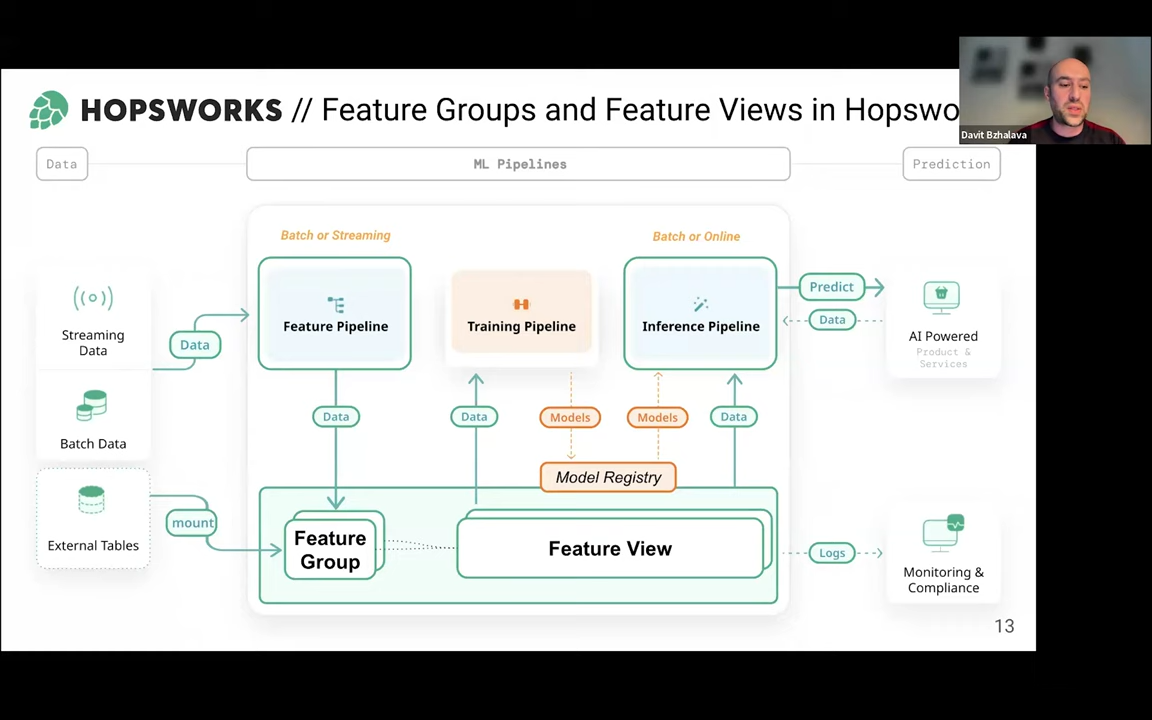 HOPSWORKS // Feature Groups and Feature Views in Hopswo
Davit Bzhalava
Data
ML Pipelines
Prediction
Batch or Streaming
Batch or Online
Feature Pipeline
Training Pipeline
Inference Pipeline
Predict
Data
AI Powered
Product &
Services
Streaming
Data
Data
Batch Data
Data
Data
Models
Models
Data
Model Registry
External Tables
mount
Feature
Group
Feature View
Logs
Monitoring &
Compliance
13